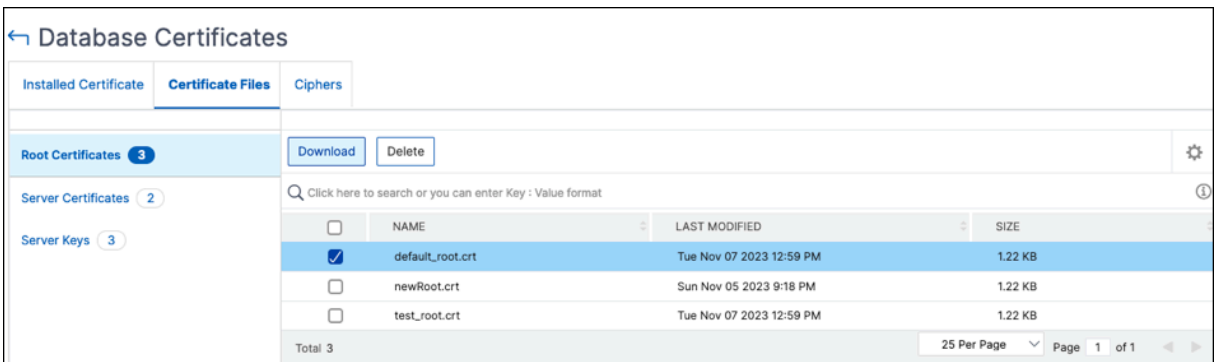 Database Certificates
Installed Certificate Certificate Files Ciphers
Root Certificates 3
Server Certificates 2
Server Keys 3
Download Delete
Click here to search or you can enter Key : Value format
NAME LAST MODIFIED SIZE
default_root.crt Tue Nov 07 2023 12:59 PM 1.22 KB
newRoot.crt Sun Nov 05 2023 9:18 PM 1.22 KB
test_root.crt Tue Nov 07 2023 12:59 PM 1.22 KB
Total 3 25 Per Page Page 1 of 1